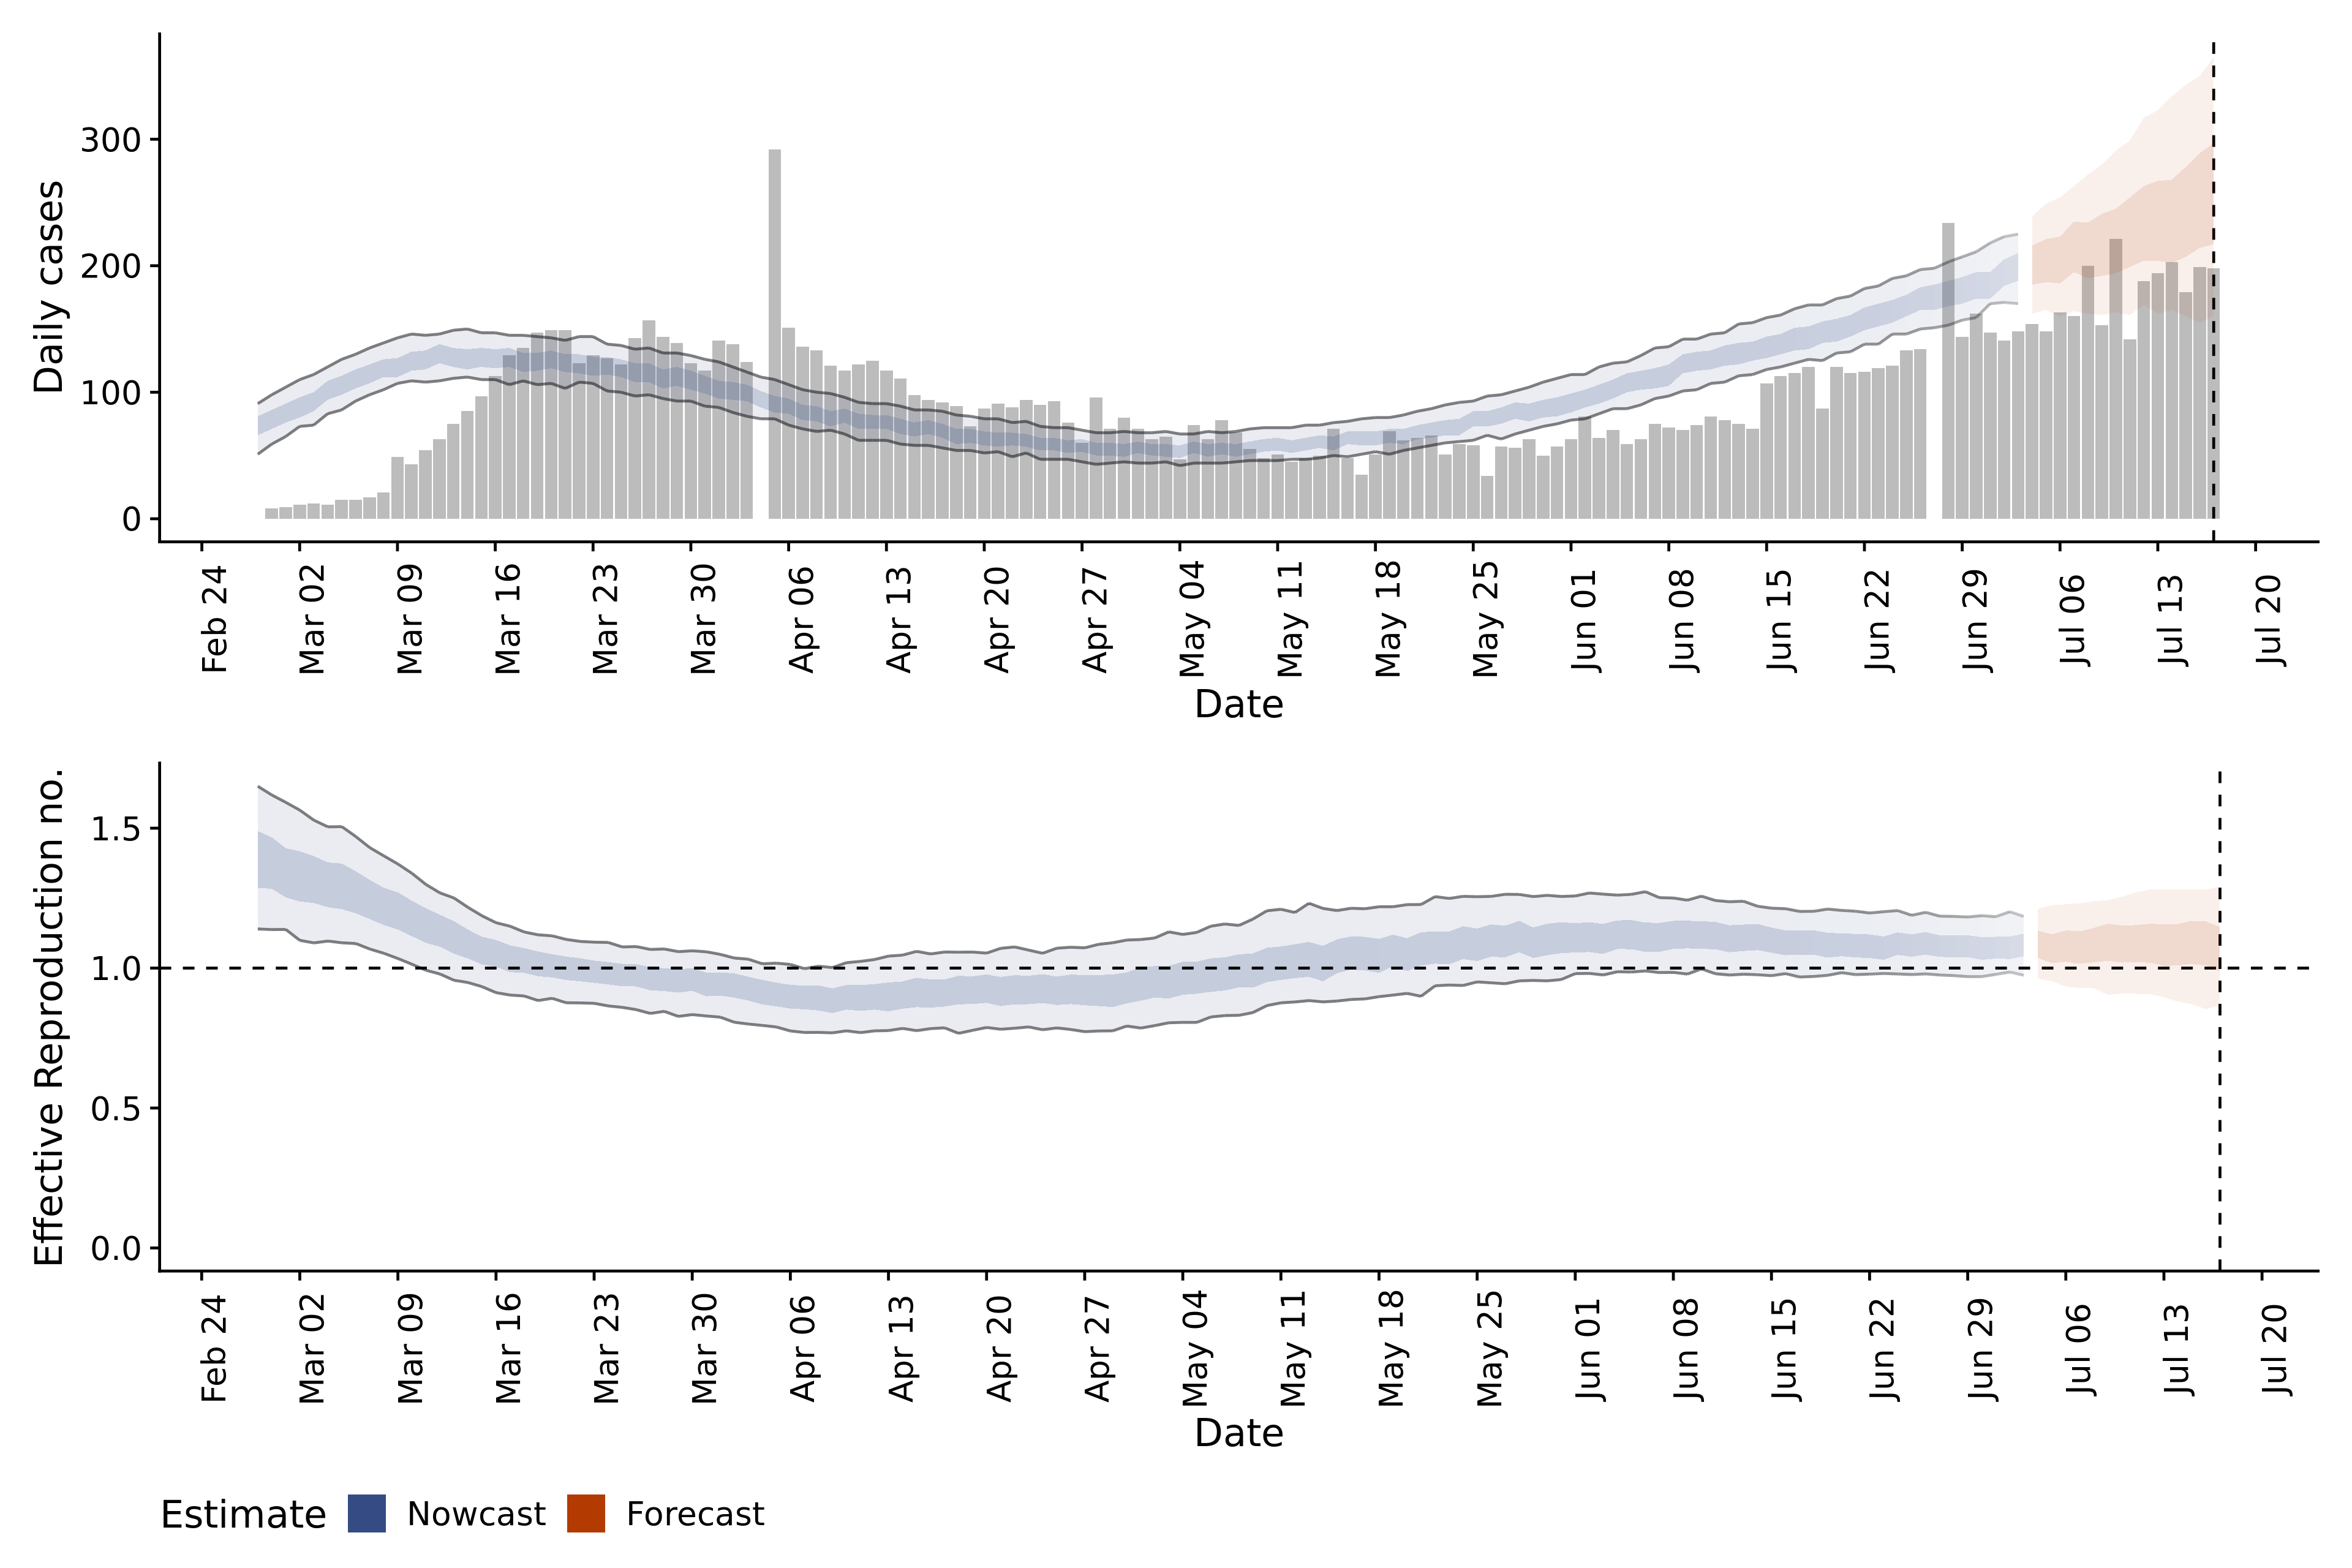 Daily cases
300
200
100
0
Feb 24 Mar 02 Mar 09 Mar 16 Mar 23 Mar 30 Apr 06 Apr 13 Apr 20 Apr 27 May 04 May 11 May 18 May 25 Jun 01 Jun 08 Jun 15 Jun 22 Jun 29 Jul 06 Jul 13 Jul 20
Date
Effective Reproduction no.
1.5
1.0
0.5
0.0
Feb 24 Mar 02 Mar 09 Mar 16 Mar 23 Mar 30 Apr 06 Apr 13 Apr 20 Apr 27 May 04 May 11 May 18 May 25 Jun 01 Jun 08 Jun 15 Jun 22 Jun 29 Jul 06 Jul 13 Jul 20
Date
Estimate Nowcast Forecast